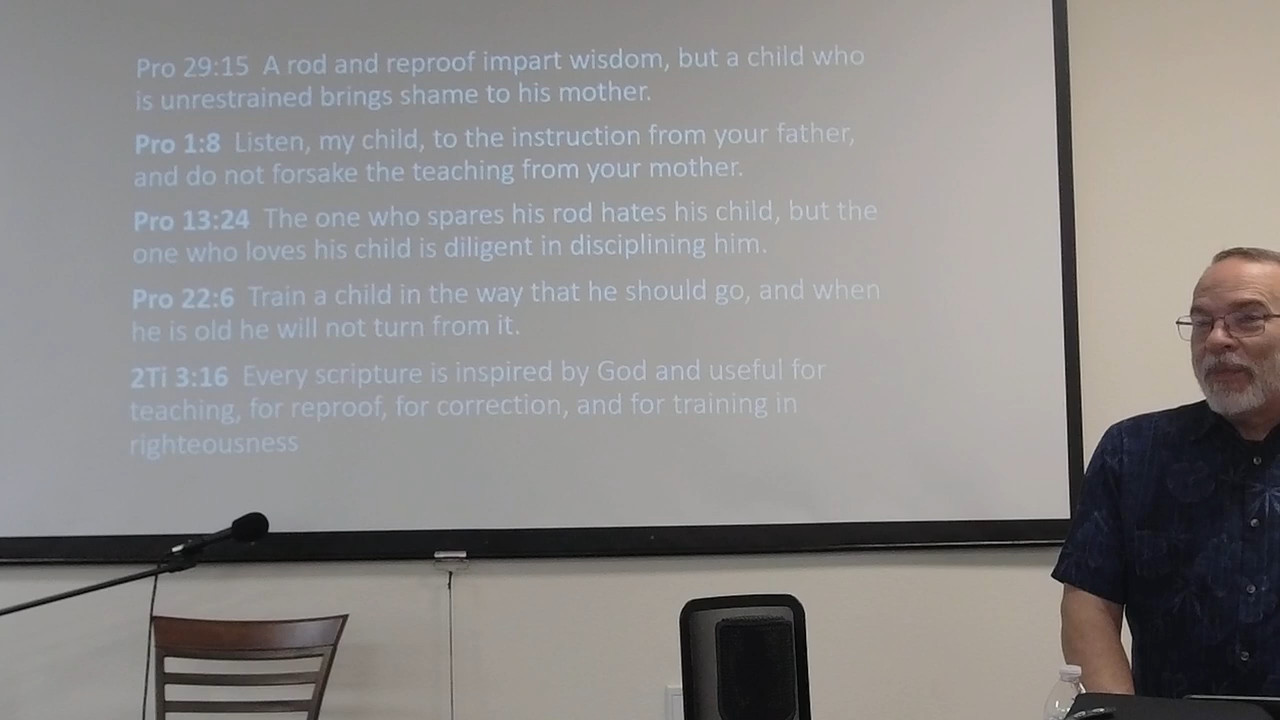 Pro 29:15 A rod and reproof impart wisdom, but a child who
is unrestrained brings shame to his mother.
Pro 1:8 Listen, my child, to the instruction from your father,
and do not forsake the teaching from your mother.
Pro 13:24 The one who spares his rod hates his child, but the
one who loves his child is diligent in disciplining him.
Pro 22:6 Train a child in the way that he should go, and when
he is old he will not turn from it.
2Ti 3:16 Every scripture is inspired by God and useful for
teaching, for reproof, for correction, and for training in
righteousness